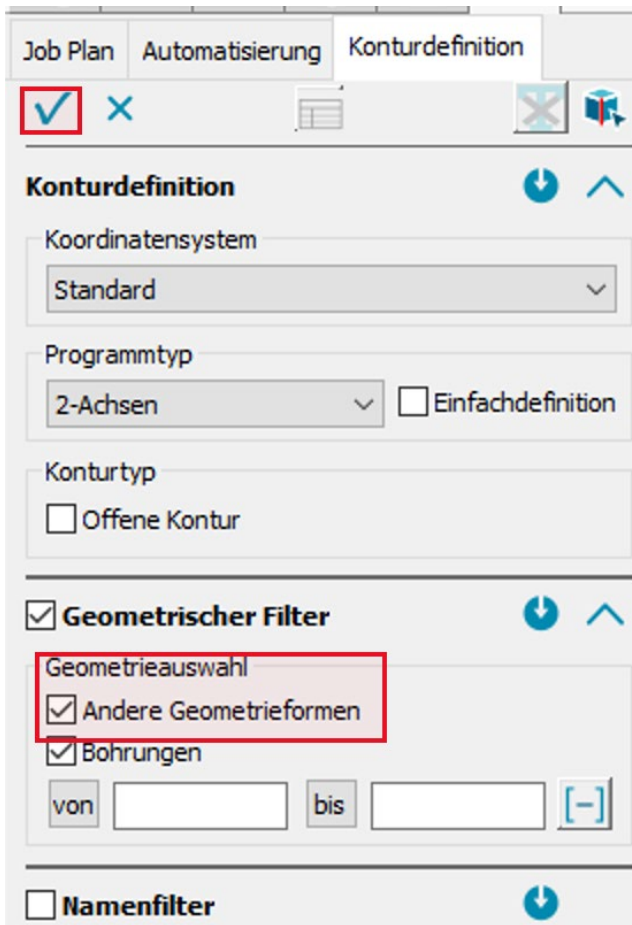 Job Plan Automatisierung Konturdefinition
Konturdefinition
Koordinatensystem
Standard
Programmtyp
2-Achsen Einfachdefinition
Konturtyp
Offene Kontur
Geometrischer Filter
Geometrieauswahl
Andere Geometrieformen
Bohrungen
von bis [-]
Namenfilter